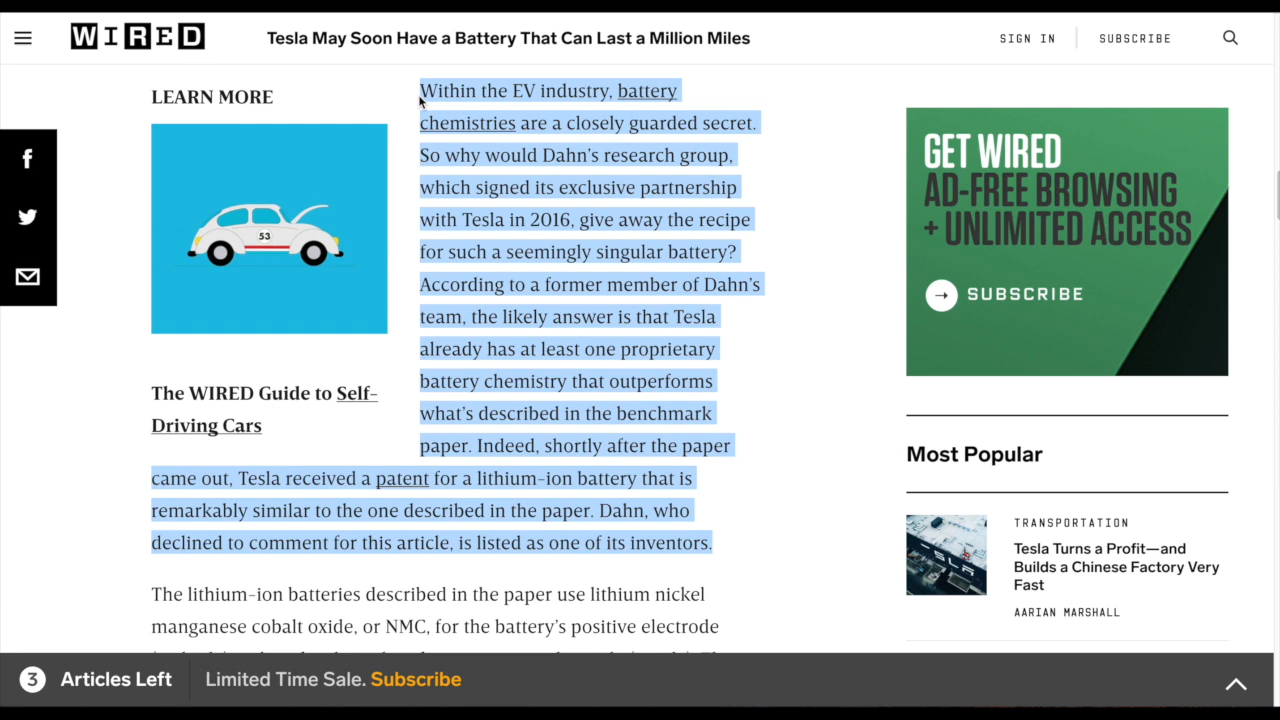 WIRED
Tesla May Soon Have a Battery That Can Last a Million Miles
SIGN IN
SUBSCRIBE
LEARN MORE
53
The WIRED Guide to Self-
Driving Cars
Within the EV industry, battery
chemistries are a closely guarded secret.
So why would Dahn’s research group,
which signed its exclusive partnership
with Tesla in 2016, give away the recipe
for such a seemingly singular battery?
According to a former member of Dahn’s
team, the likely answer is that Tesla
already has at least one proprietary
battery chemistry that outperforms
what’s described in the benchmark
paper. Indeed, shortly after the paper
came out, Tesla received a patent for a lithium-ion battery that is
remarkably similar to the one described in the paper. Dahn, who
declined to comment for this article, is listed as one of its inventors.
The lithium-ion batteries described in the paper use lithium nickel
manganese cobalt oxide, or NMC, for the battery’s positive electrode
GET WIRED
AD-FREE BROWSING
+ UNLIMITED ACCESS
SUBSCRIBE
Most Popular
TESLA
TRANSPORTATION
Tesla Turns a Profit—and
Builds a Chinese Factory Very
Fast
AARIAN MARSHALL
3 Articles Left
Limited Time Sale. Subscribe